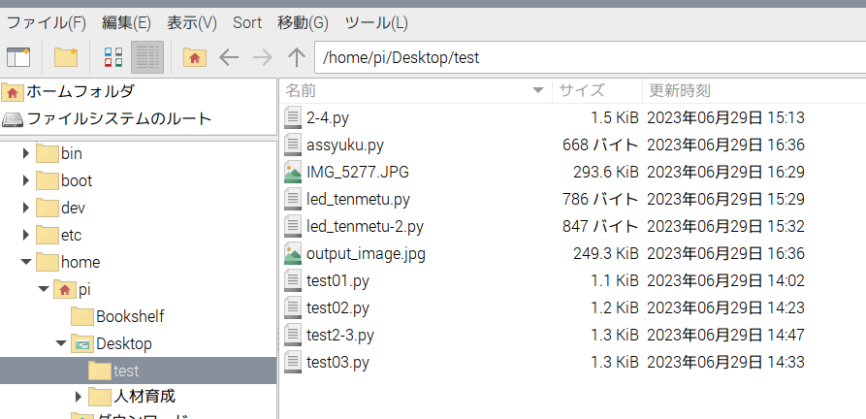 ファイル(F) 編集(E) 表示(V) Sort 移動(G) ツール(L)
/home/pi/Desktop/test
ホームフォルダ
ファイルシステムのルート
bin
boot
dev
etc
home
pi
Bookshelf
Desktop
test
人材育成
ダウンロード
名前 サイズ 更新時刻
2-4.py 1.5 KiB 2023年06月29日 15:13
assyuku.py 668 バイト 2023年06月29日 16:36
IMG_5277.JPG 293.6 KiB 2023年06月29日 16:29
led_tenmetu.py 786 バイト 2023年06月29日 15:29
led_tenmetu-2.py 847 バイト 2023年06月29日 15:32
output_image.jpg 249.3 KiB 2023年06月29日 16:36
test01.py 1.1 KiB 2023年06月29日 14:02
test02.py 1.2 KiB 2023年06月29日 14:23
test2-3.py 1.3 KiB 2023年06月29日 14:47
test03.py 1.3 KiB 2023年06月29日 14:33